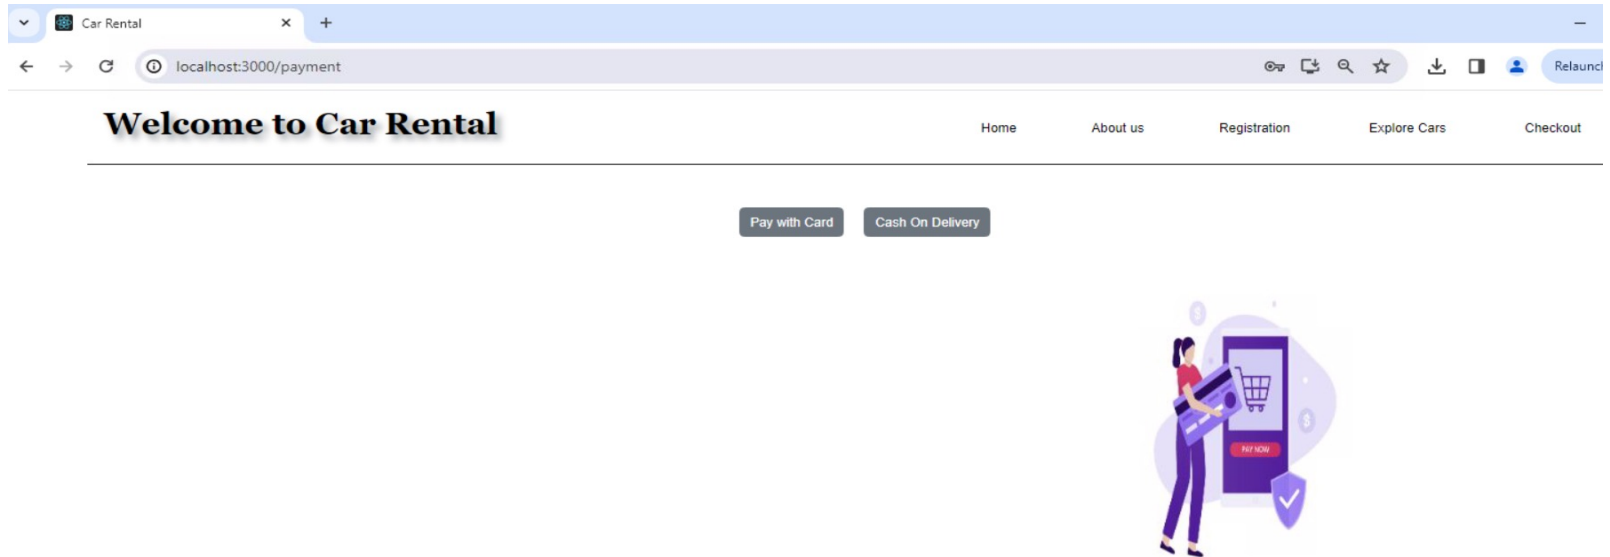 Car Rental
localhost:3000/payment
Relaunch
Welcome to Car Rental
Home About us Registration Explore Cars Checkout
Pay with Card Cash On Delivery
$
$
PAY NOW